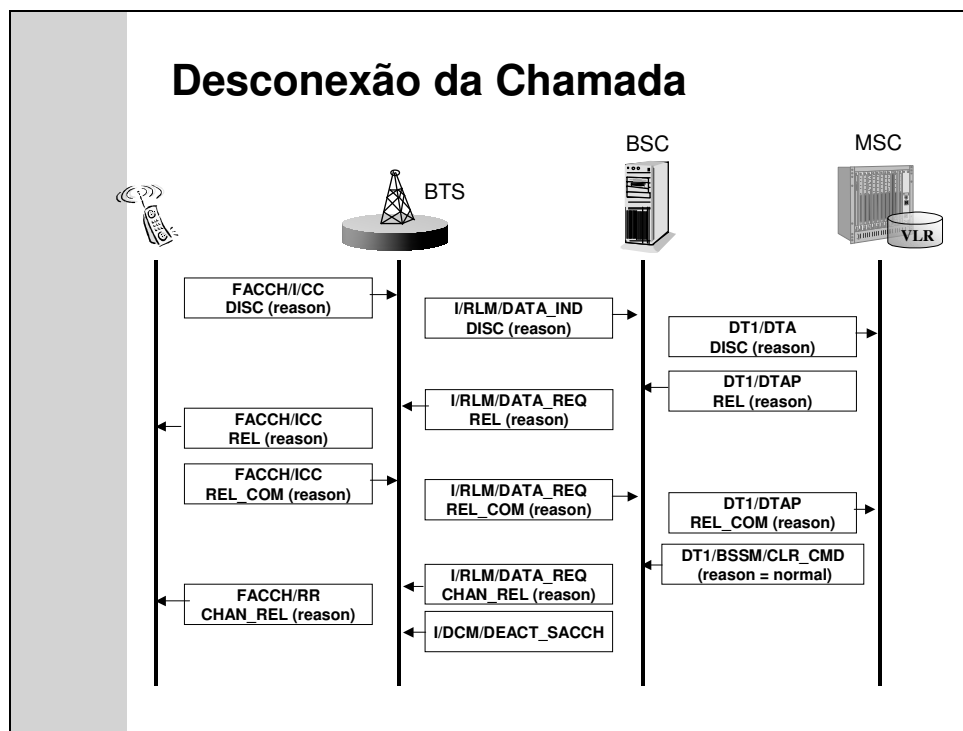 Desconexão da Chamada
BTS
BSC
MSC
VLR
FACCH/I/CC
DISC (reason)
I/RLM/DATA_IND
DISC (reason)
DT1/DTA
DISC (reason)
DT1/DTAP
REL (reason)
I/RLM/DATA_REQ
REL (reason)
FACCH/ICC
REL (reason)
FACCH/ICC
REL_COM (reason)
I/RLM/DATA_REQ
REL_COM (reason)
DT1/DTAP
REL_COM (reason)
DT1/BSSM/CLR_CMD
(reason = normal)
I/RLM/DATA_REQ
CHAN_REL (reason)
FACCH/RR
CHAN_REL (reason)
I/DCM/DEACT_SACCH